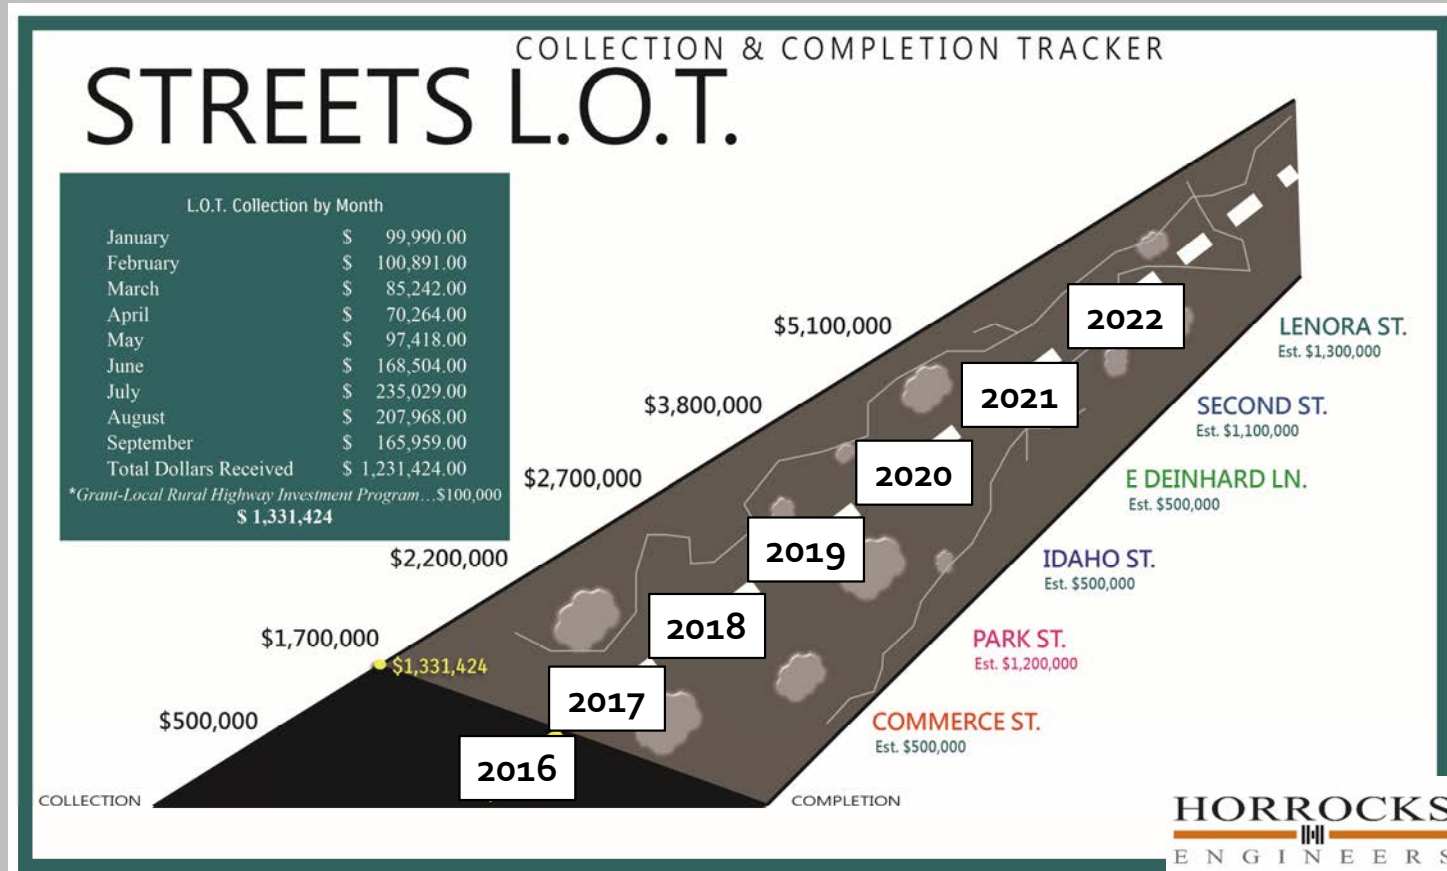 COLLECTION & COMPLETION TRACKER
STREETS L.O.T.
L.O.T. Collection by Month
January $ 99,990.00
February $ 100,891.00
March $ 85,242.00
April $ 70,264.00
May $ 97,418.00
June $ 168,504.00
July $ 235,029.00
August $ 207,968.00
September $ 165,959.00
Total Dollars Received $ 1,231,424.00
*Grant-Local Rural Highway Investment Program...$100,000
$ 1,331,424
$5,100,000
$3,800,000
$2,700,000
$2,200,000
$1,700,000
$1,331,424
$500,000
COLLECTION
2022
2021
2020
2019
2018
2017
2016
LENORA ST.
Est. $1,300,000
SECOND ST.
Est. $1,100,000
E DEINHARD LN.
Est. $500,000
IDAHO ST.
Est. $500,000
PARK ST.
Est. $1,200,000
COMMERCE ST.
Est. $500,000
COMPLETION
HORROCKS
ENGINEERS